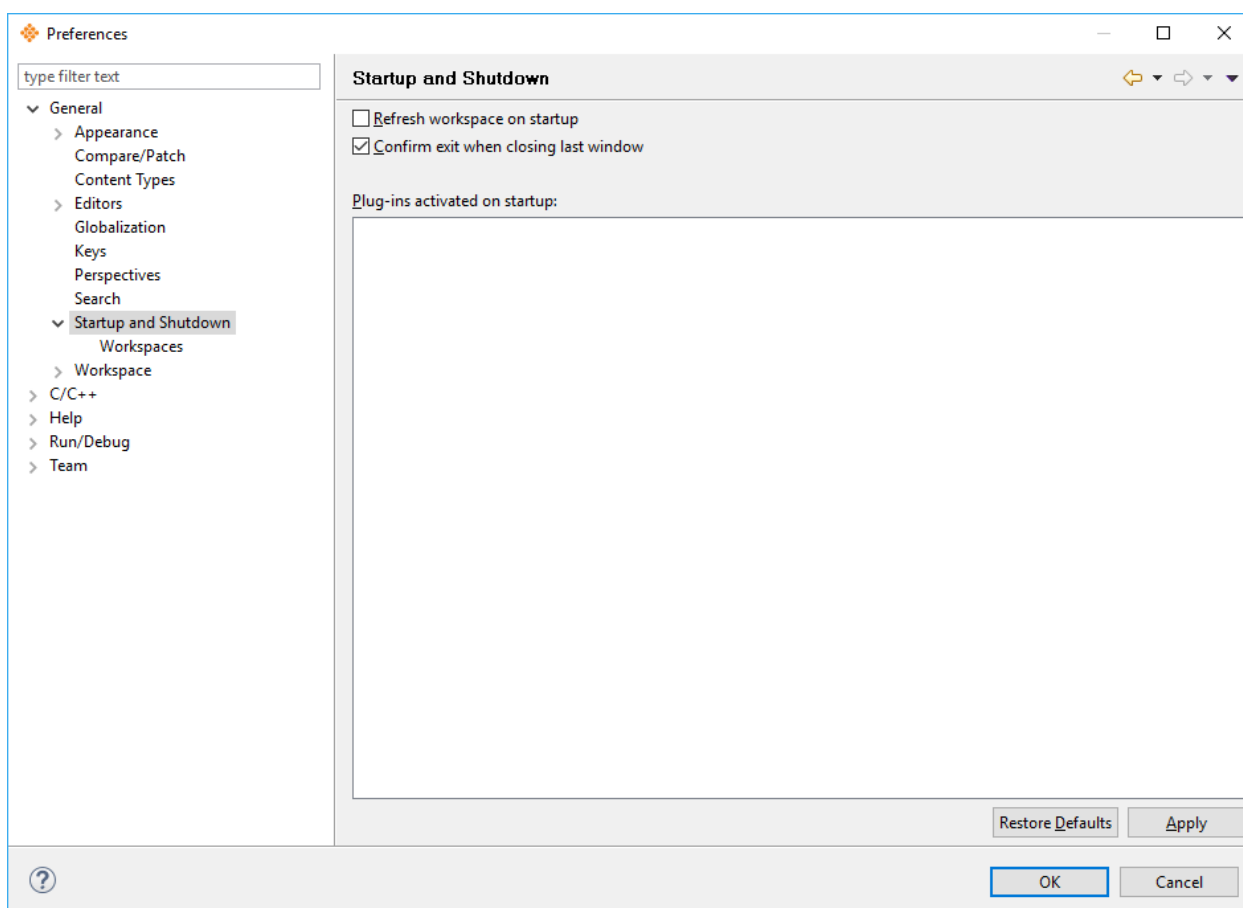 Preferences
type filter text
General
Appearance
Compare/Patch
Content Types
Editors
Globalization
Keys
Perspectives
Search
Startup and Shutdown
Workspaces
Workspace
C/C++
Help
Run/Debug
Team
Startup and Shutdown
Refresh workspace on startup
Confirm exit when closing last window
Plug-ins activated on startup:
Restore Defaults Apply
? OK Cancel